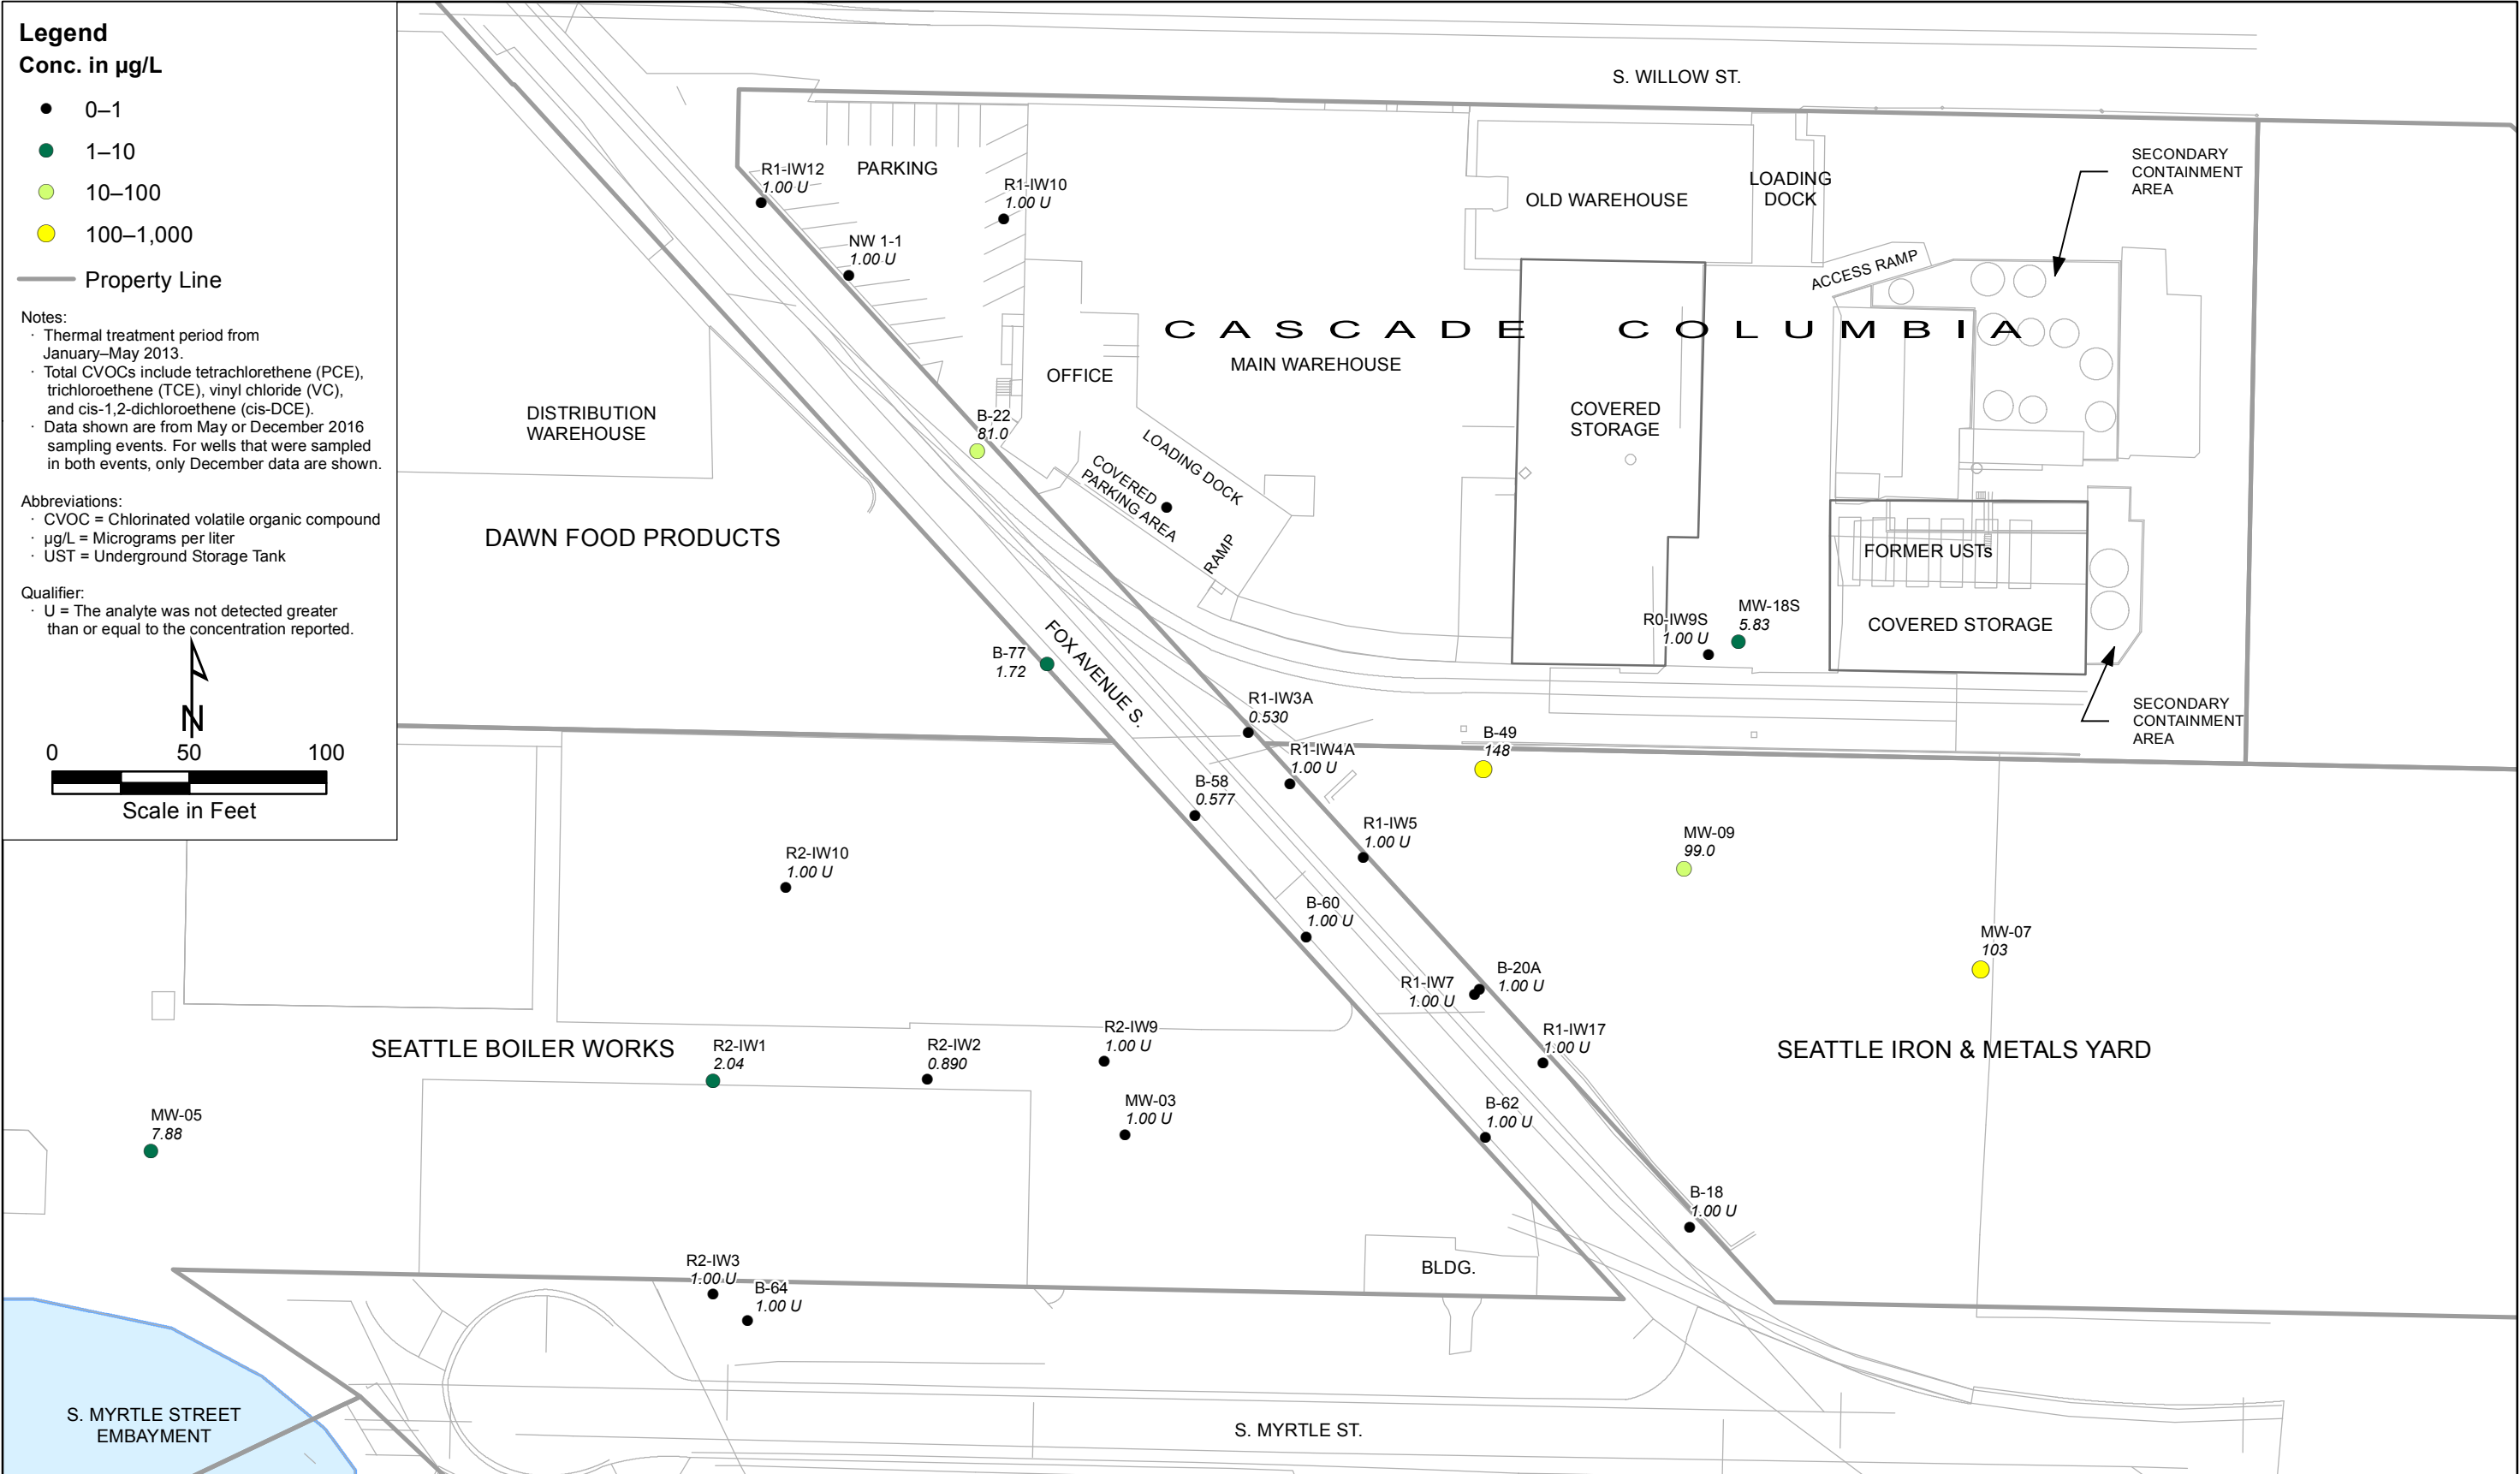 Legend
Conc. in µg/L
0–1
1–10
10–100
100–1,000
Property Line
Notes:
· Thermal treatment period from
January–May 2013.
· Total CVOCs include tetrachlorethene (PCE),
trichloroethene (TCE), vinyl chloride (VC),
and cis-1,2-dichloroethene (cis-DCE).
· Data shown are from May or December 2016
sampling events. For wells that were sampled
in both events, only December data are shown.
Abbreviations:
· CVOC = Chlorinated volatile organic compound
· µg/L = Micrograms per liter
· UST = Underground Storage Tank
Qualifier:
· U = The analyte was not detected greater
than or equal to the concentration reported.
N
0 50 100
Scale in Feet
S. WILLOW ST.
R1-IW12
1.00 U
PARKING
R1-IW10
1.00 U
NW 1-1
1.00 U
OLD WAREHOUSE
LOADING
DOCK
SECONDARY
CONTAINMENT
AREA
ACCESS RAMP
CASCADE COLUMBIA
MAIN WAREHOUSE
OFFICE
DISTRIBUTION
WAREHOUSE
B-22
81.0
COVERED
STORAGE
LOADING DOCK
COVERED
PARKING AREA
RAMP
DAWN FOOD PRODUCTS
FORMER USTs
COVERED STORAGE
R0-IW9S
1.00 U
MW-18S
5.83
B-77
1.72
FOX AVENUE S.
R1-IW3A
0.530
SECONDARY
CONTAINMENT
AREA
R1-IW4A
1.00 U
B-49
148
B-58
0.577
R1-IW5
1.00 U
MW-09
99.0
R2-IW10
1.00 U
B-60
1.00 U
MW-07
103
R1-IW7
1.00 U
B-20A
1.00 U
SEATTLE BOILER WORKS
R2-IW1
2.04
R2-IW2
0.890
R2-IW9
1.00 U
R1-IW17
1.00 U
SEATTLE IRON & METALS YARD
MW-05
7.88
MW-03
1.00 U
B-62
1.00 U
B-18
1.00 U
R2-IW3
1.00 U
B-64
1.00 U
BLDG.
S. MYRTLE STREET
EMBAYMENT
S. MYRTLE ST.